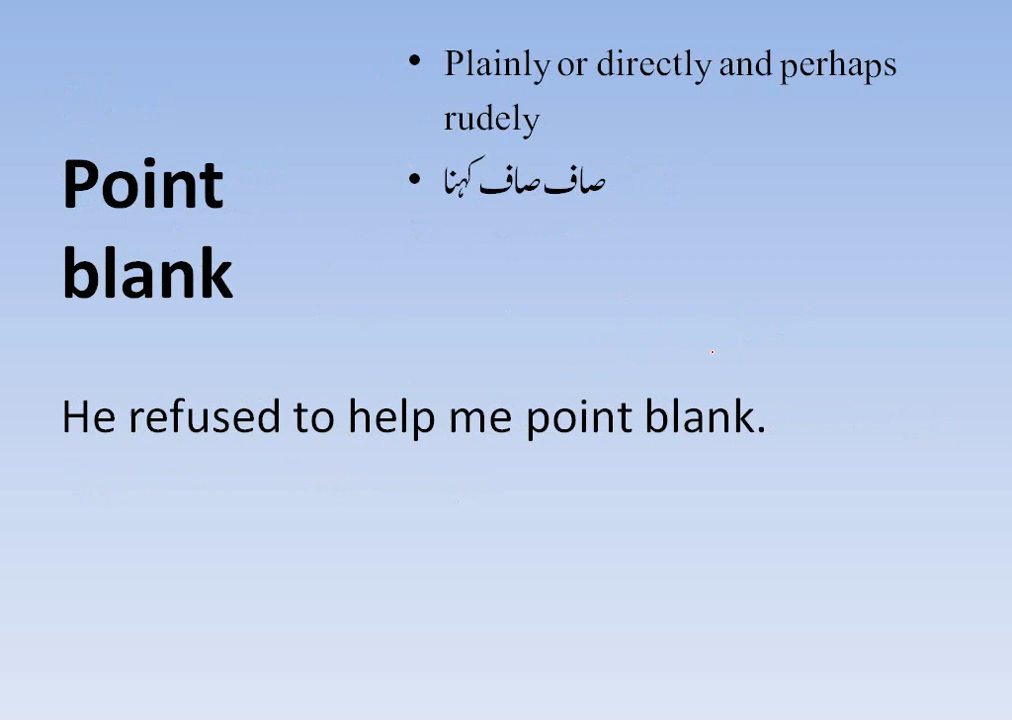 Point
blank
• Plainly or directly and perhaps
rudely
• صاف صاف کہنا
He refused to help me point blank.